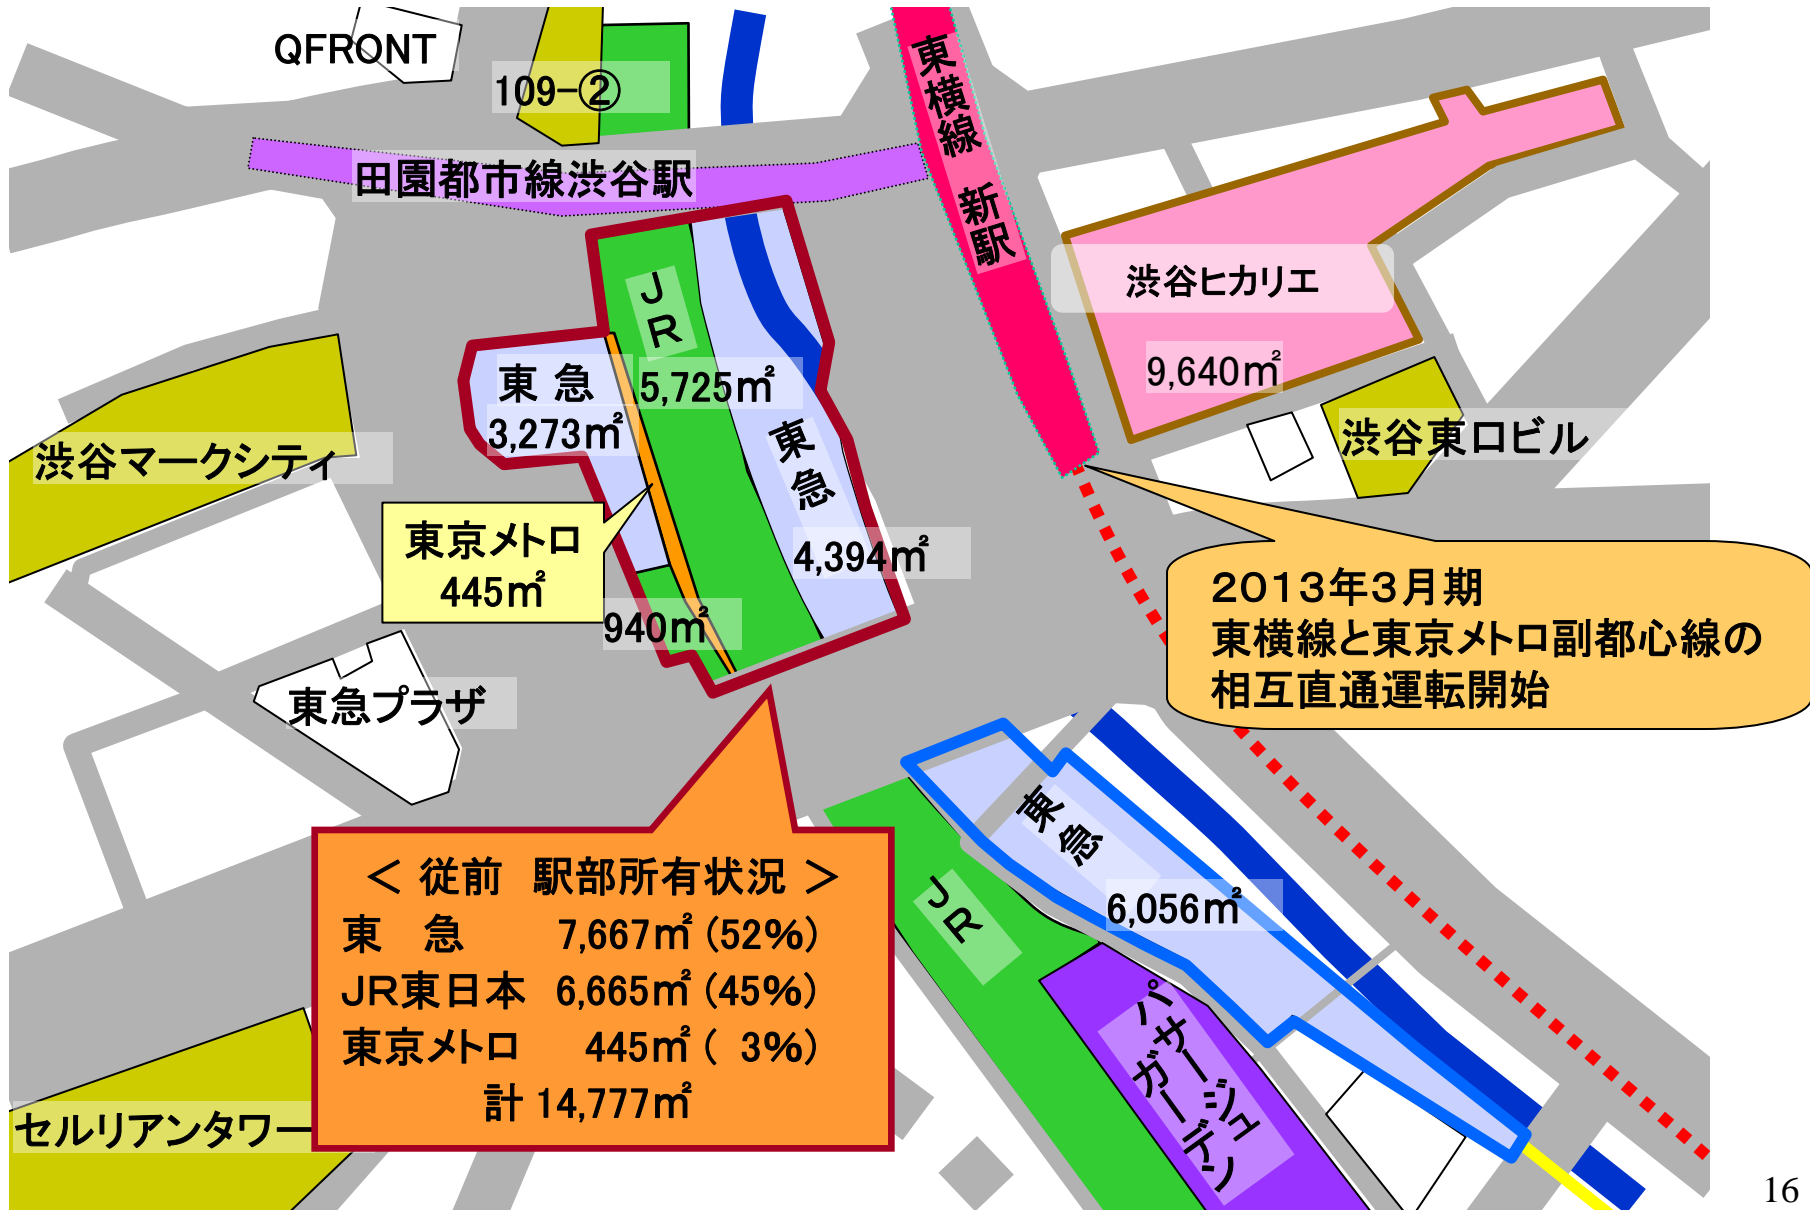 QFRONT
109-②
田園都市線渋谷駅
東横線 新駅
渋谷ヒカリエ
9,640㎡
渋谷東口ビル
JR
5,725㎡
東 急
3,273㎡
東急
4,394㎡
渋谷マークシティ
東京メトロ
445㎡
940㎡
東急プラザ
2013年3月期
東横線と東京メトロ副都心線の
相互直通運転開始
東急
6,056㎡
JR
パサージュ
ガーデン
セルリアンタワー
＜ 従前 駅部所有状況 ＞
東 急 7,667㎡ (52%)
JR東日本 6,665㎡ (45%)
東京メトロ 445㎡ ( 3%)
計 14,777㎡
16